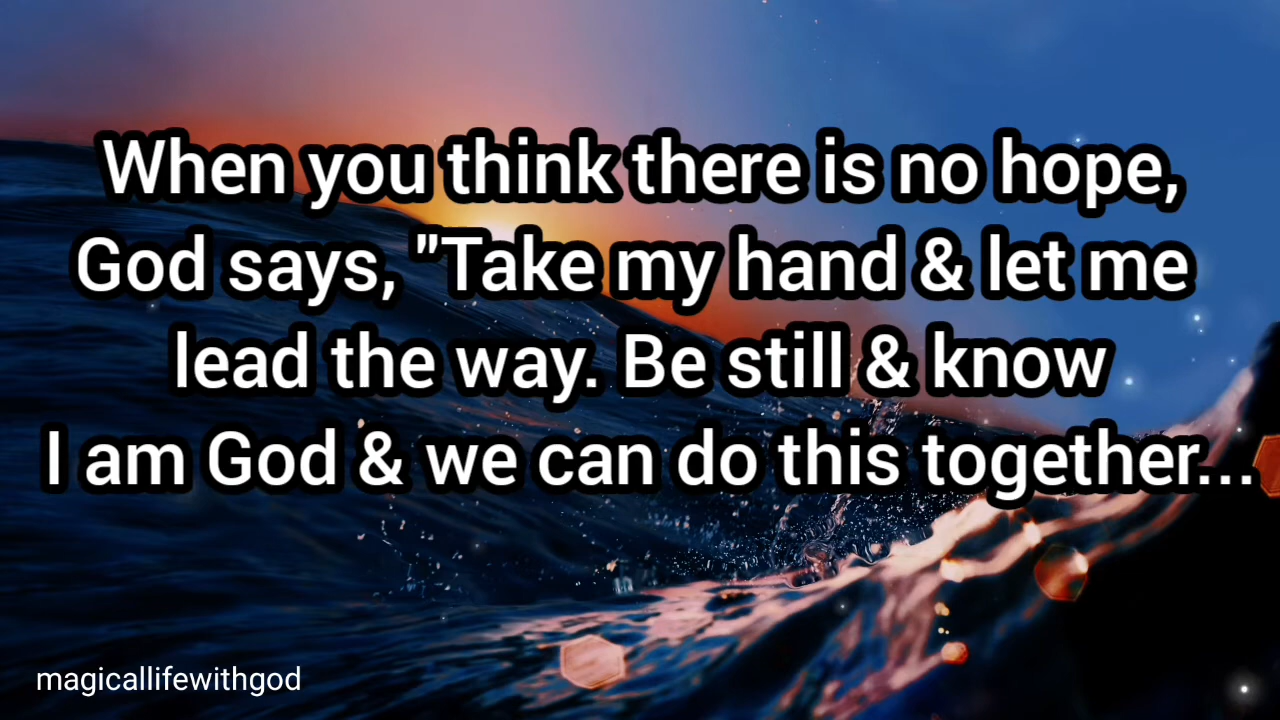 When you think there is no hope,
God says, "Take my hand & let me
lead the way. Be still & know
I am God & we can do this together...
magicallifewithgod